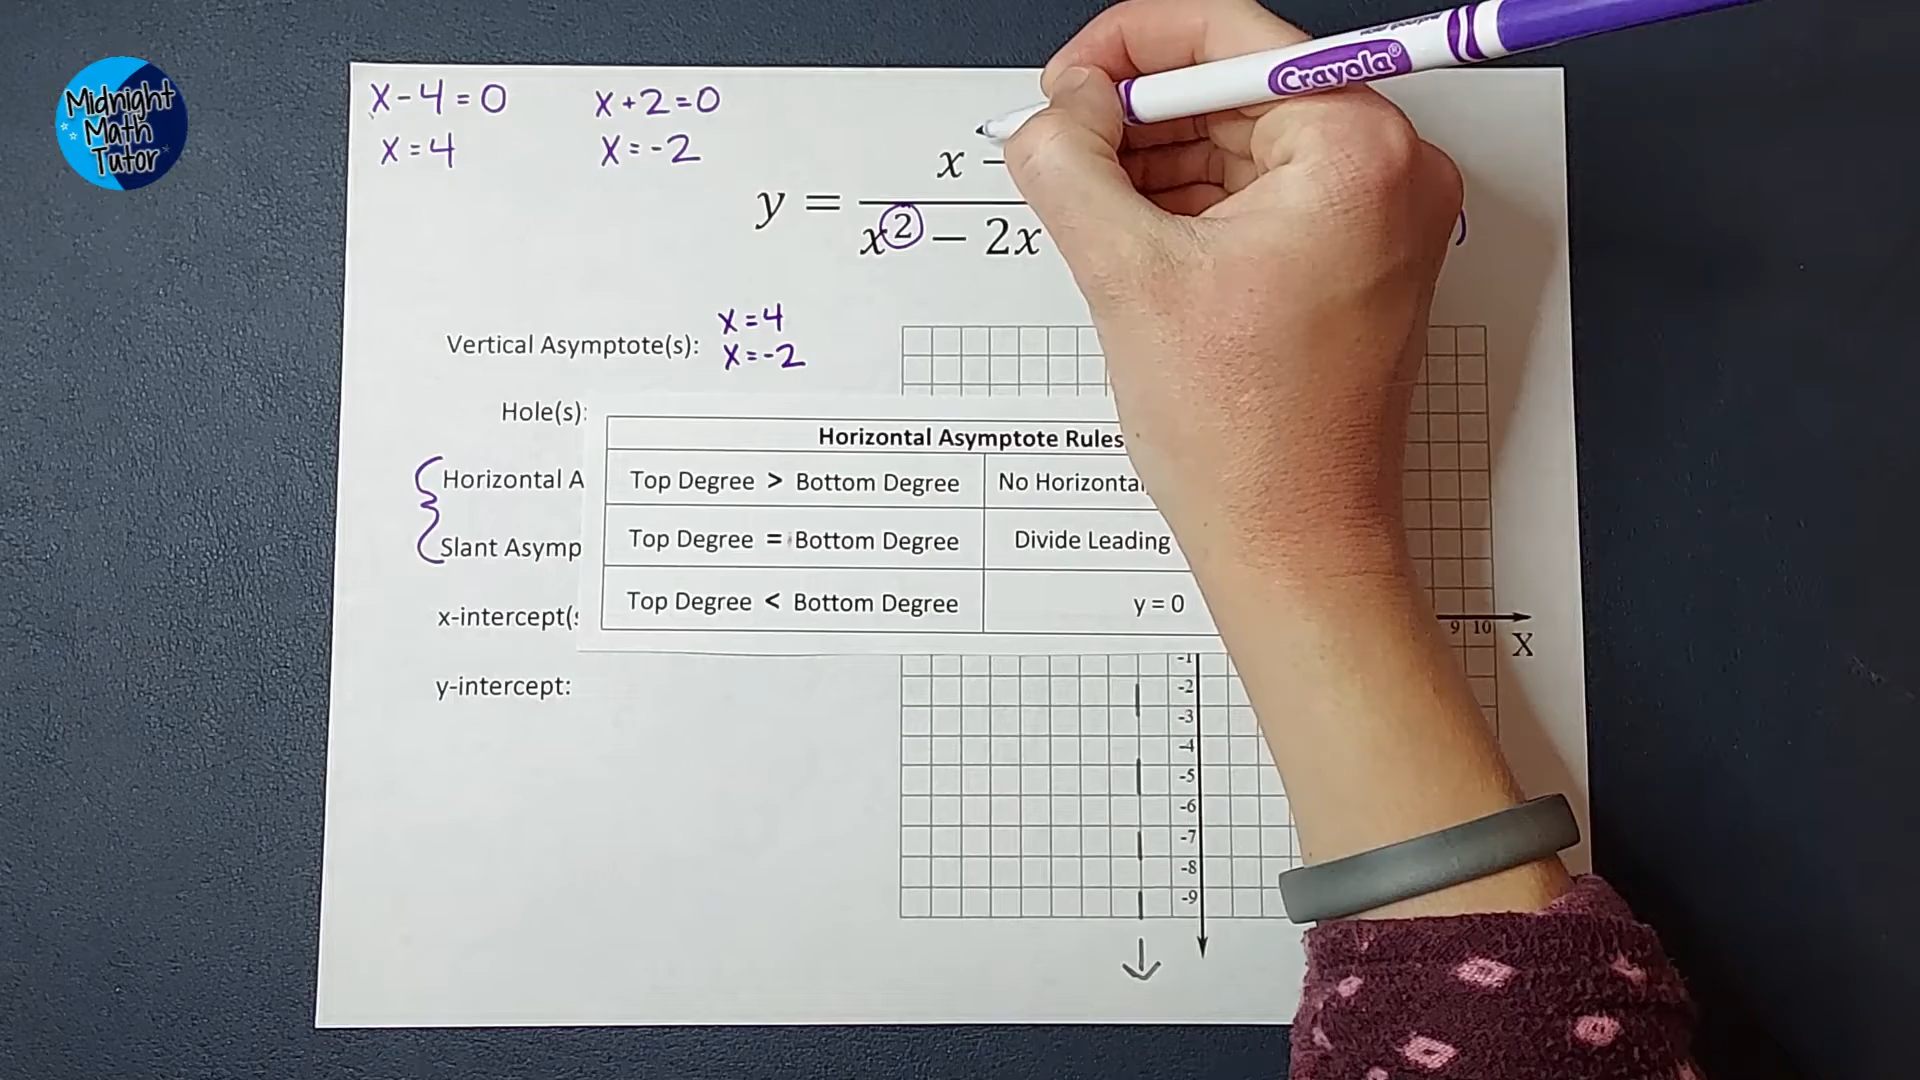 Midnight
Math
Tutor
x - 4 = 0
x = 4
x + 2 = 0
x = -2
x -
y =
x² - 2x
)
Crayola®
Vertical Asymptote(s):
x = 4
x = -2
Hole(s):
Horizontal A
Slant Asymp
x-intercept(s
y-intercept:
Horizontal Asymptote Rules
Top Degree > Bottom Degree
No Horizontal
Top Degree = Bottom Degree
Divide Leading
Top Degree < Bottom Degree
y = 0
9 10
X
-1
-2
-3
-4
-5
-6
-7
-8
-9